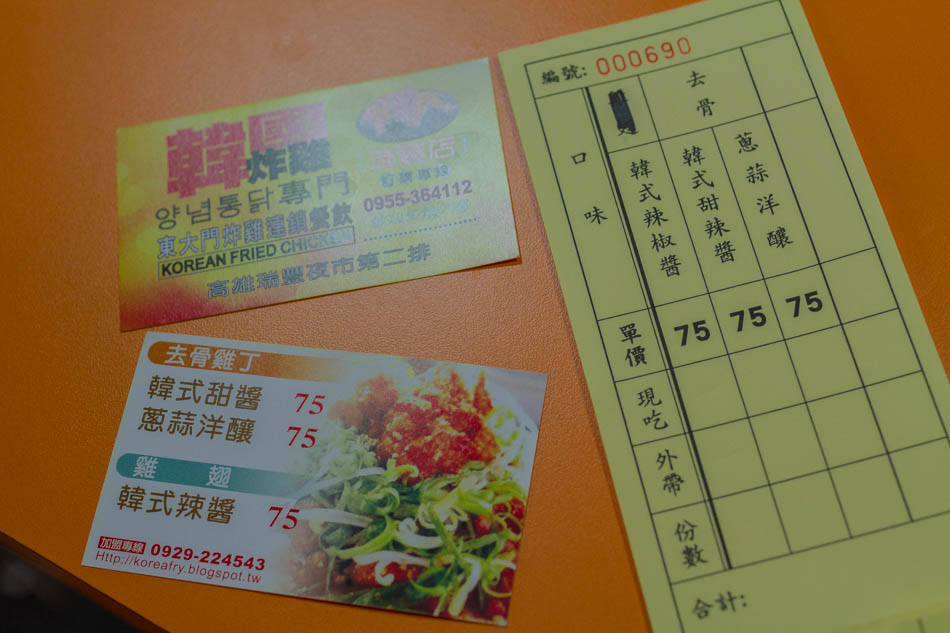 韓國
炸雞
양념통닭專門
東大門炸雞連鎖餐飲
KOREAN FRIED CHICKEN
訂購專線
0955-364112
高雄瑞豐夜市第二排
去骨雞丁
韓式甜醬 75
蔥蒜洋釀 75
雞翅
韓式辣醬 75
加盟專線 0929-224543
Http://koreafry.blogspot.tw
編號: 000690
去骨
口味
韓式辣椒醬
韓式甜辣醬
蔥蒜洋釀
單價 75 75 75
現吃
外帶
份數
合計: